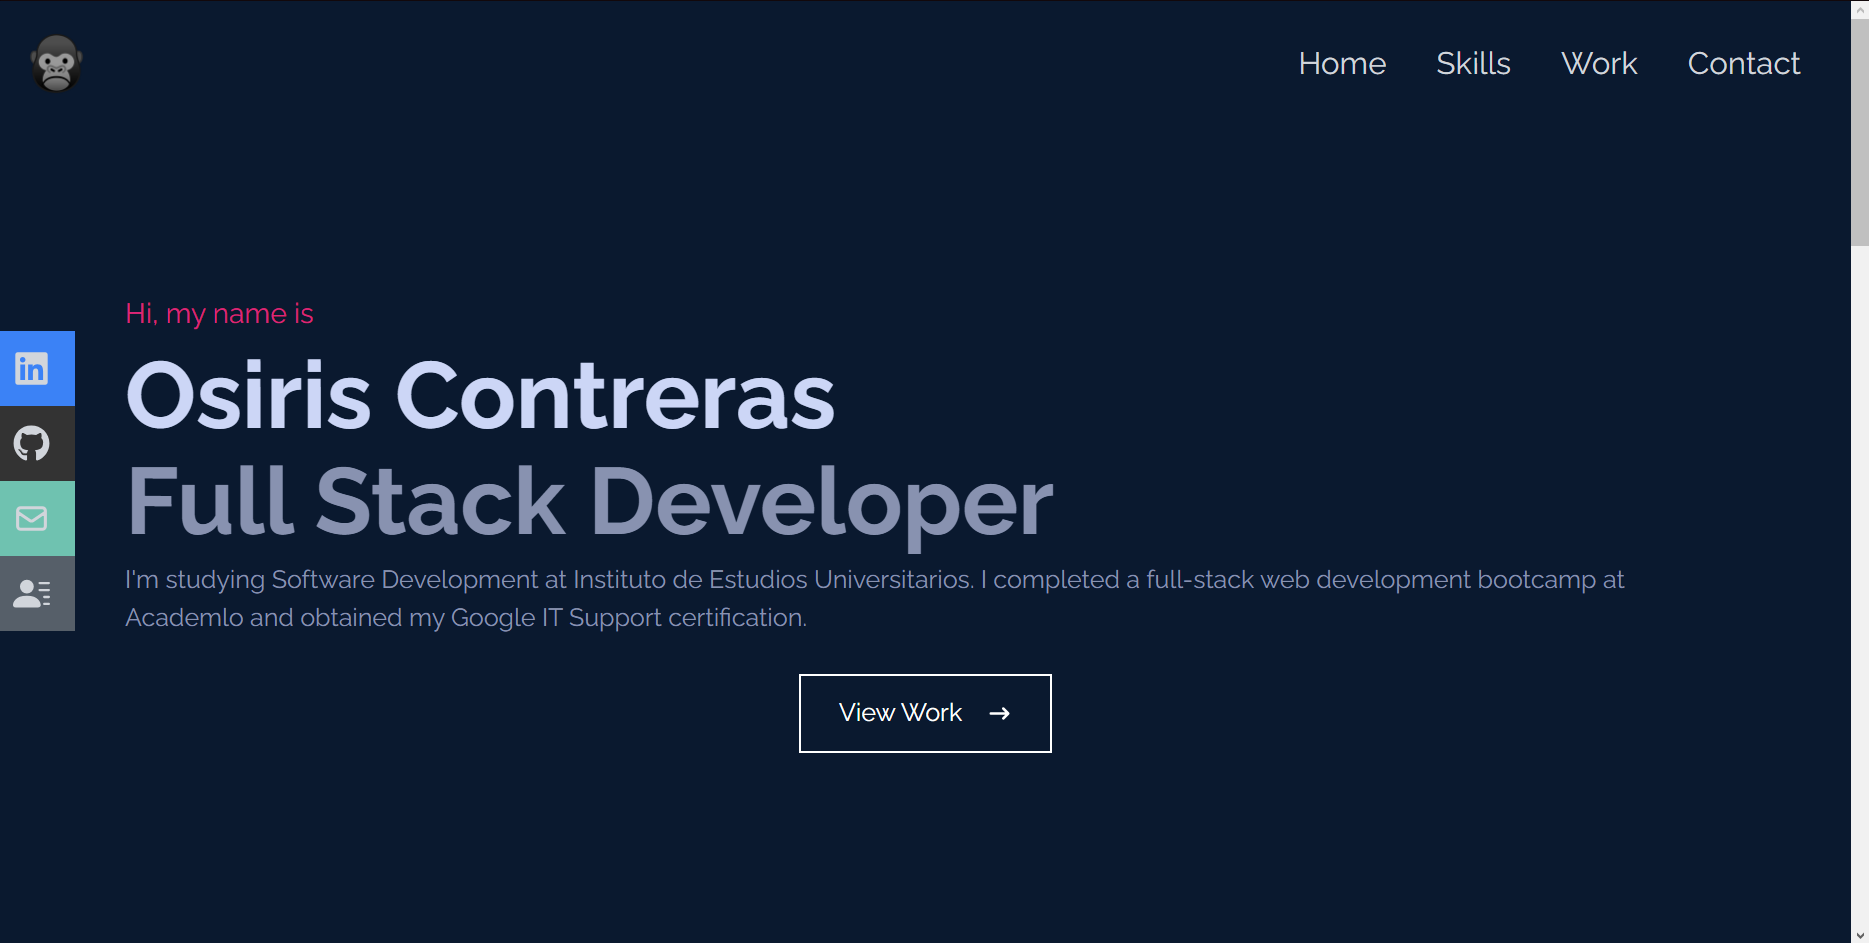 Home Skills Work Contact
Hi, my name is
Osiris Contreras
Full Stack Developer
I'm studying Software Development at Instituto de Estudios Universitarios. I completed a full-stack web development bootcamp at
Academlo and obtained my Google IT Support certification.
in
View Work →